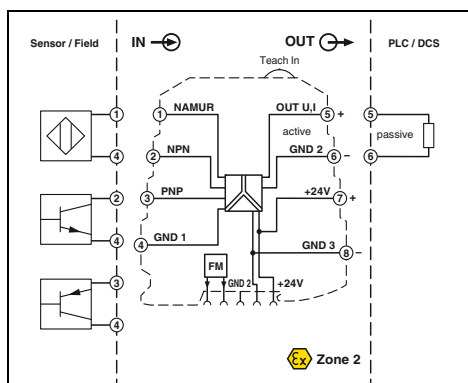 Sensor / Field
IN
OUT
PLC / DCS
Teach In
1
4
2
4
3
4
1
NAMUR
2
NPN
3
PNP
4
GND 1
OUT U,I
5
+
active
GND 2
6
–
+24V
7
+
GND 3
8
–
FM
GND 2
+24V
5
passive
6
Ex
Zone 2